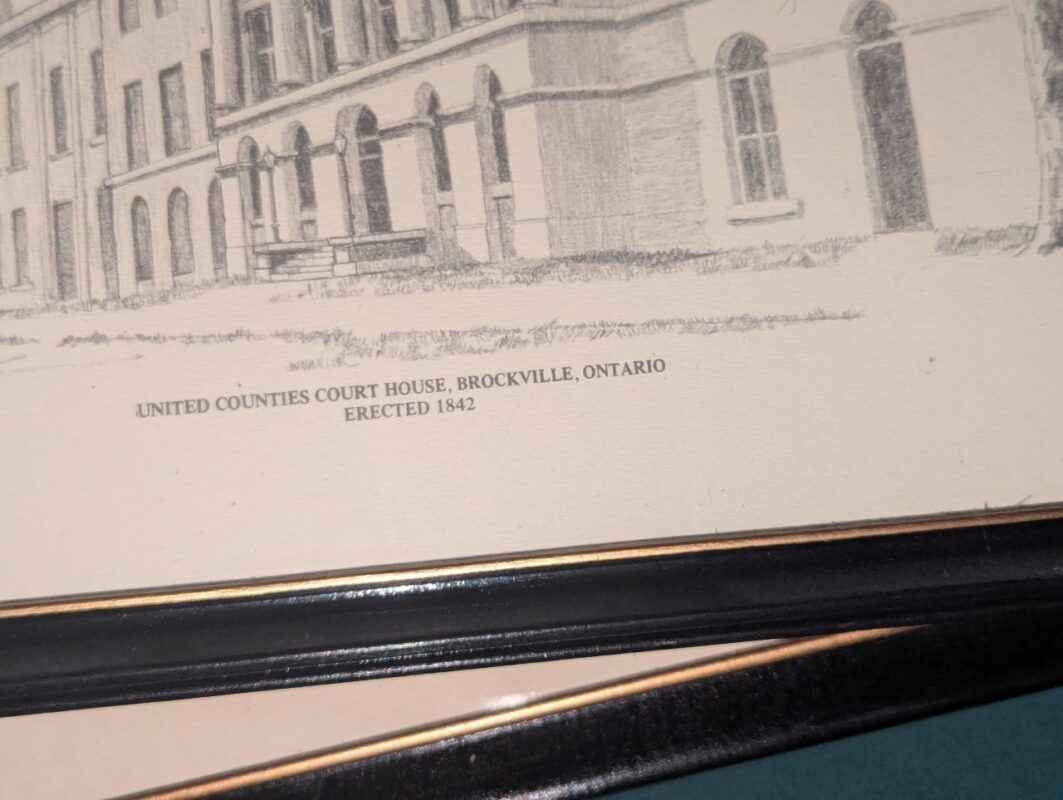 UNITED COUNTIES COURT HOUSE, BROCKVILLE, ONTARIO
ERECTED 1842